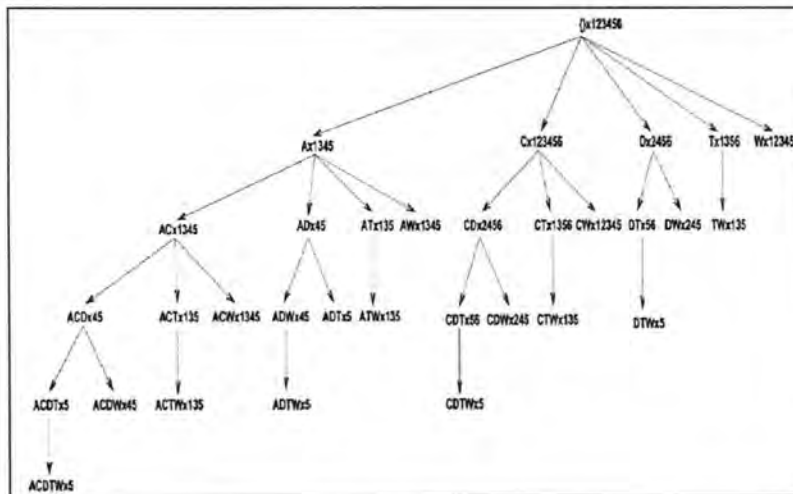 {}x123456
Ax1345 Cx123456 Dx2456 Tx1356 Wx12345
ACx1345 ADx45 ATx135 AWx1345 CDx2456 CTx1356 CWx12345 DTx56 DWx245 TWx135
ACDx45 ACTx135 ACWx1345 ADWx45 ADTx5 ATWx135 CDTx56 CDWx245 CTWx135 DTWx5
ACDTx5 ACDWx45 ACTWx135 ADTWx5 CDTWx5
ACDTWx5